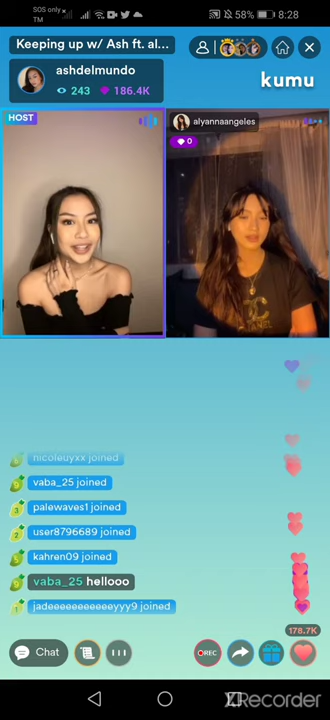 SOS only
58% 8:28
Keeping up w/ Ash ft. al...
ashdelmundo
243 186.4K
kumu
HOST
alyannaangeles
0
nicoleuyxx joined
vaba_25 joined
palewaves1 joined
user8796689 joined
kahren09 joined
vaba_25 hellooo
jadeeeeeeeeeeyyy9 joined
178.7K
Chat
REC
XRecorder